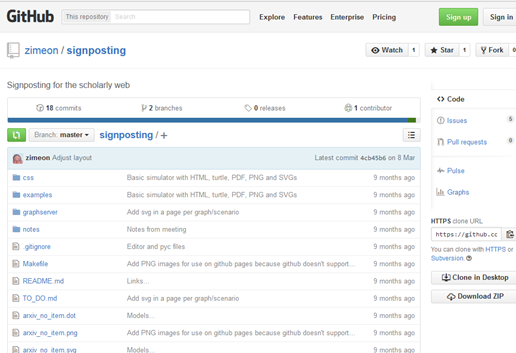 GitHub This repository Search Explore Features Enterprise Pricing Sign up Sign in
zimeon / signposting Watch 1 Star 1 Fork
Signposting for the scholarly web
18 commits 2 branches 0 releases 1 contributor
Branch: master signposting / +
zimeon Adjust layout Latest commit 4cb45b6 on 8 Mar
css Basic simulator with HTML, turtle, PDF, PNG and SVGs 9 months ago
examples Basic simulator with HTML, turtle, PDF, PNG and SVGs 9 months ago
graphserver Add svg in a page per graph/scenario 9 months ago
notes Notes from meeting 9 months ago
.gitignore Editor and pyc files 9 months ago
Makefile Add PNG images for use on github pages because github doesn't support... 9 months ago
README.md Links... 9 months ago
TO_DO.md Add svg in a page per graph/scenario 9 months ago
arxiv_no_item.dot Models... 9 months ago
arxiv_no_item.png Add PNG images for use on github pages because github doesn't support... 9 months ago
arxiv_no_item.svg Models... 9 months ago
Code
Issues 5
Pull requests 0
Pulse
Graphs
HTTPS clone URL
https://github.cc
You can clone with HTTPS or
Subversion.
Clone in Desktop
Download ZIP